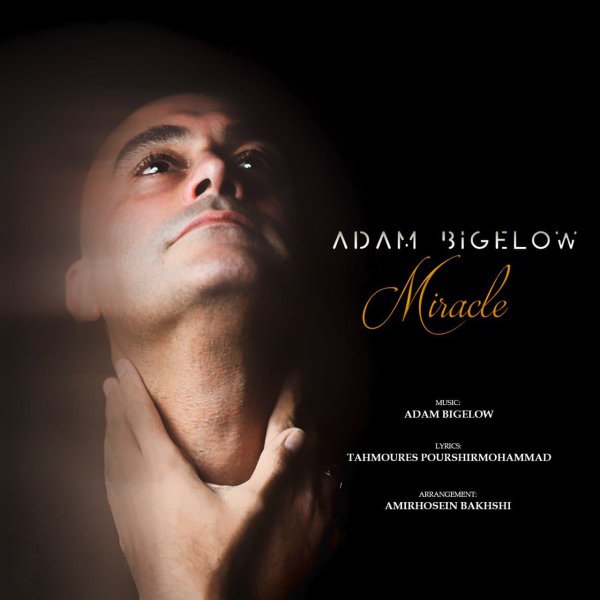 ADAM BIGELOW
Miracle
MUSIC:
ADAM BIGELOW
LYRICS:
TAHMOURES POURSHIRMOHAMMAD
ARRANGEMENT:
AMIRHOSEIN BAKHSHI